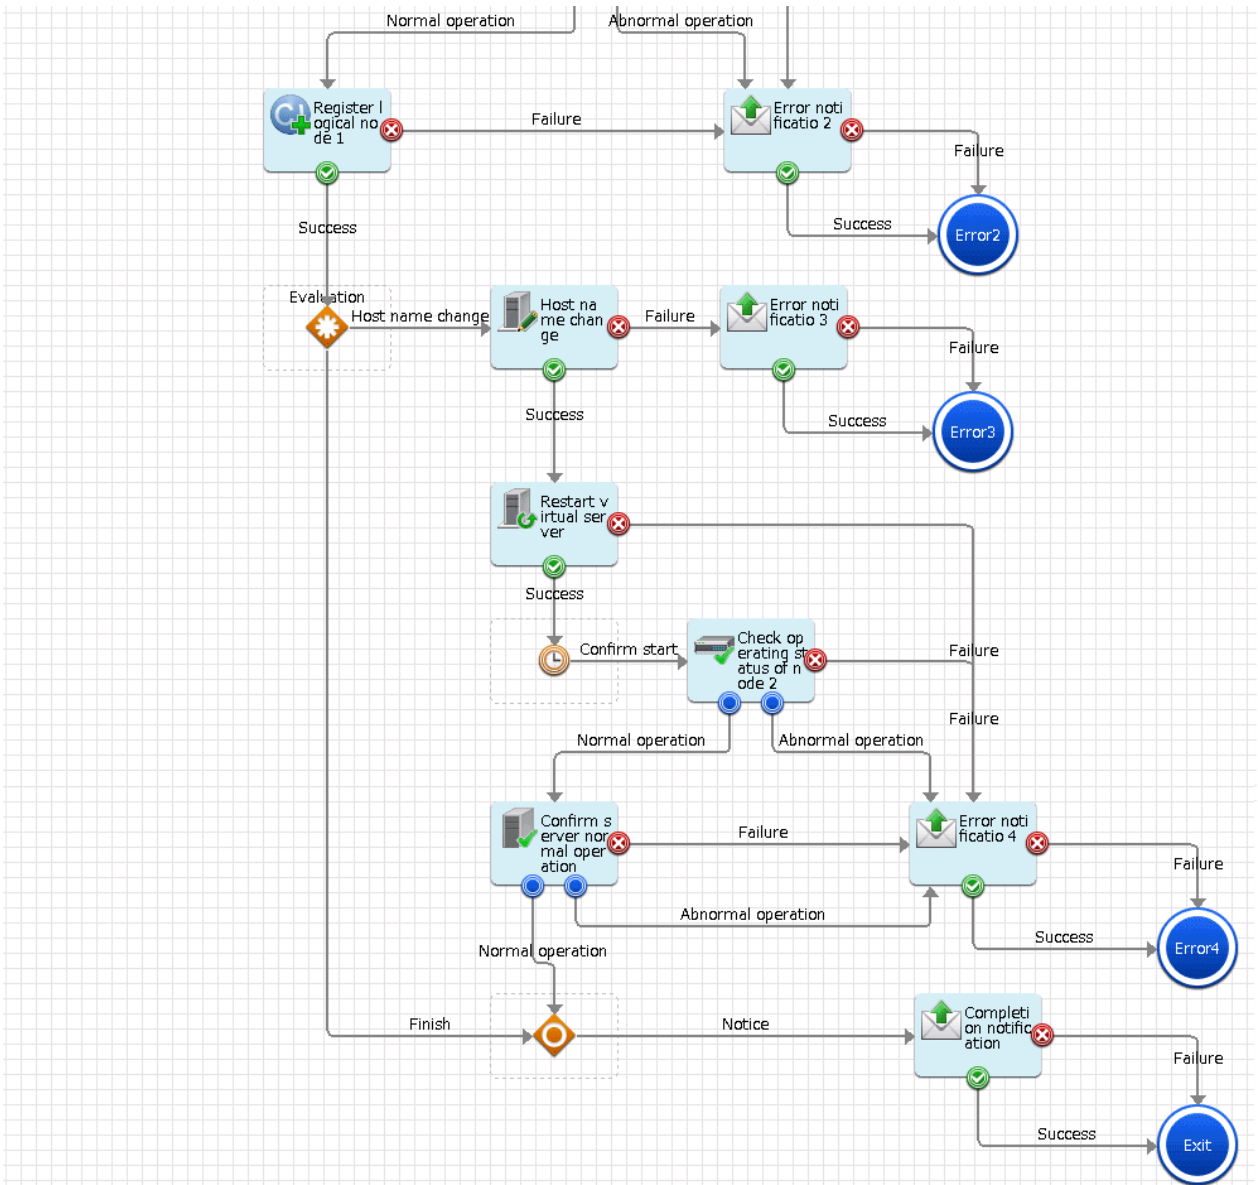 Normal operation
Abnormal operation
Register l
ogical no
de 1
Failure
Error noti
ficatio 2
Failure
Success
Success
Error2
Evaluation
Host name change
Host na
me chan
ge
Failure
Error noti
ficatio 3
Failure
Success
Success
Error3
Restart v
irtual ser
ver
Success
Confirm start
Check op
erating st
atus of n
ode 2
Failure
Failure
Normal operation
Abnormal operation
Confirm s
erver nor
mal oper
ation
Failure
Error noti
ficatio 4
Failure
Abnormal operation
Success
Error4
Normal operation
Finish
Notice
Completi
on notific
ation
Failure
Success
Exit